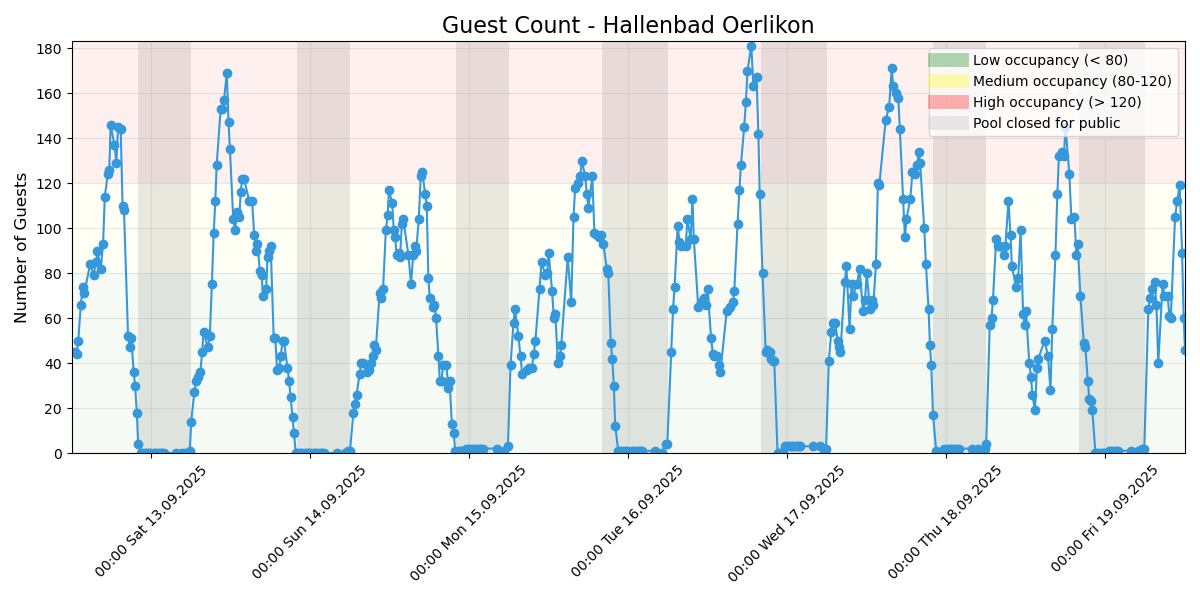 Guest Count - Hallenbad Oerlikon
Number of Guests
180
160
140
120
100
80
60
40
20
0
Low occupancy (< 80)
Medium occupancy (80-120)
High occupancy (> 120)
Pool closed for public
00:00 Sat 13.09.2025
00:00 Sun 14.09.2025
00:00 Mon 15.09.2025
00:00 Tue 16.09.2025
00:00 Wed 17.09.2025
00:00 Thu 18.09.2025
00:00 Fri 19.09.2025